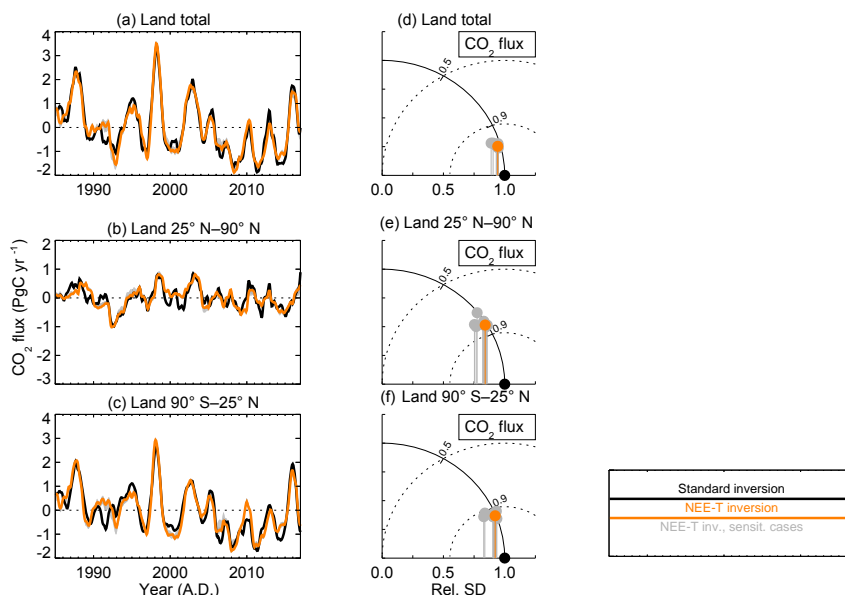 (a) Land total
4
3
2
1
0
-1
-2
1990 2000 2010
(b) Land 25° N–90° N
2
1
0
-1
-2
-3
CO2 flux (PgC yr -1)
(c) Land 90° S–25° N
4
3
2
1
0
-1
-2
1990 2000 2010
Year (A.D.)
(d) Land total
CO2 flux
0.5
0.9
0.0 0.5 1.0
(e) Land 25° N–90° N
CO2 flux
0.5
0.9
(f) Land 90° S–25° N
CO2 flux
0.5
0.9
0.0 0.5 1.0
Rel. SD
Standard inversion
NEE-T inversion
NEE-T inv., sensit. cases